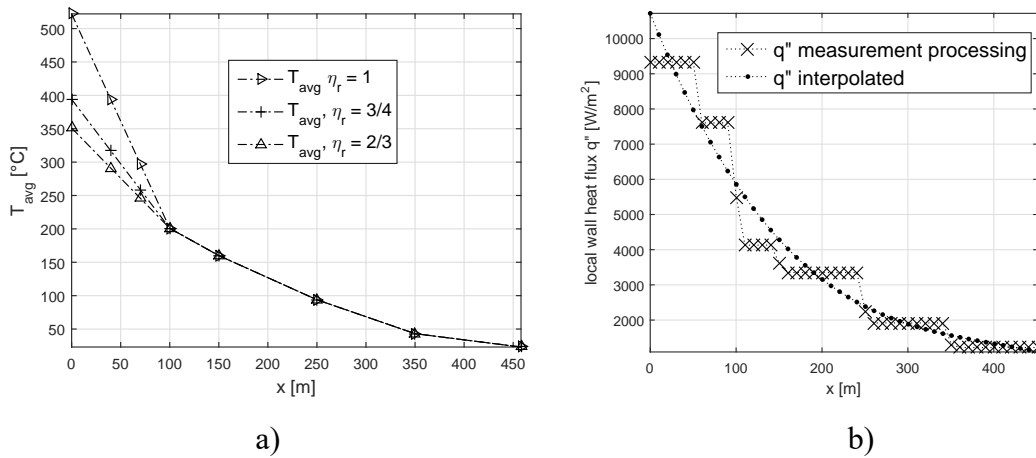 500
450
400
350
300
250
200
150
100
50
T_avg [°C]
T_avg η_r = 1
T_avg, η_r = 3/4
T_avg, η_r = 2/3
0 50 100 150 200 250 300 350 400 450
x [m]
a)
10000
9000
8000
7000
6000
5000
4000
3000
2000
local wall heat flux q" [W/m²]
q" measurement processing
q" interpolated
0 100 200 300 400
x [m]
b)